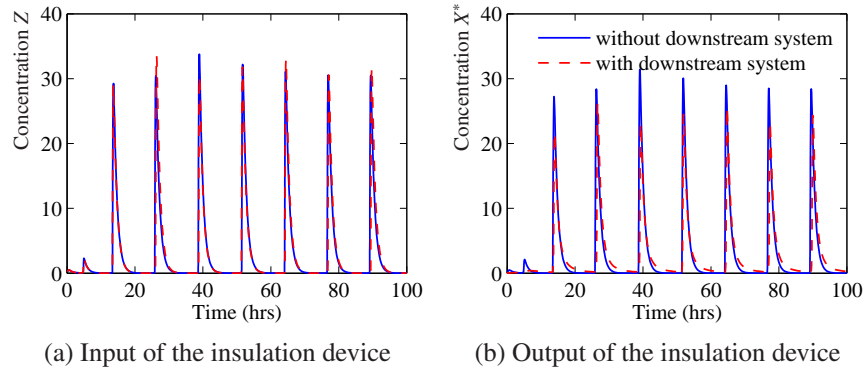 Concentration Z
40
30
20
10
0
0 20 40 60 80 100
Time (hrs)
(a) Input of the insulation device
Concentration X*
40
30
20
10
0
without downstream system
with downstream system
0 20 40 60 80 100
Time (hrs)
(b) Output of the insulation device